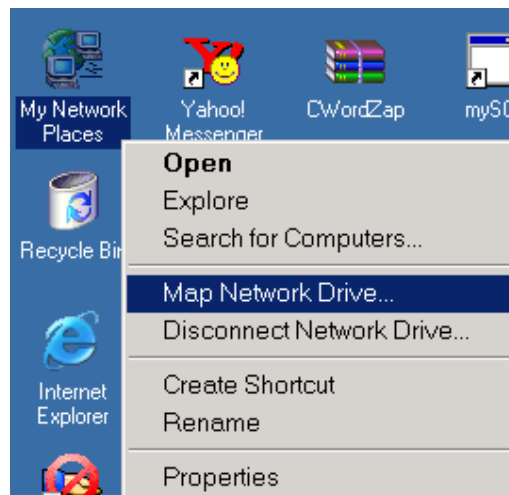 My Network
Places
Yahoo!
Messenger
CWordZap
Recycle Bin
Internet
Explorer
Open
Explore
Search for Computers...
Map Network Drive...
Disconnect Network Drive...
Create Shortcut
Rename
Properties